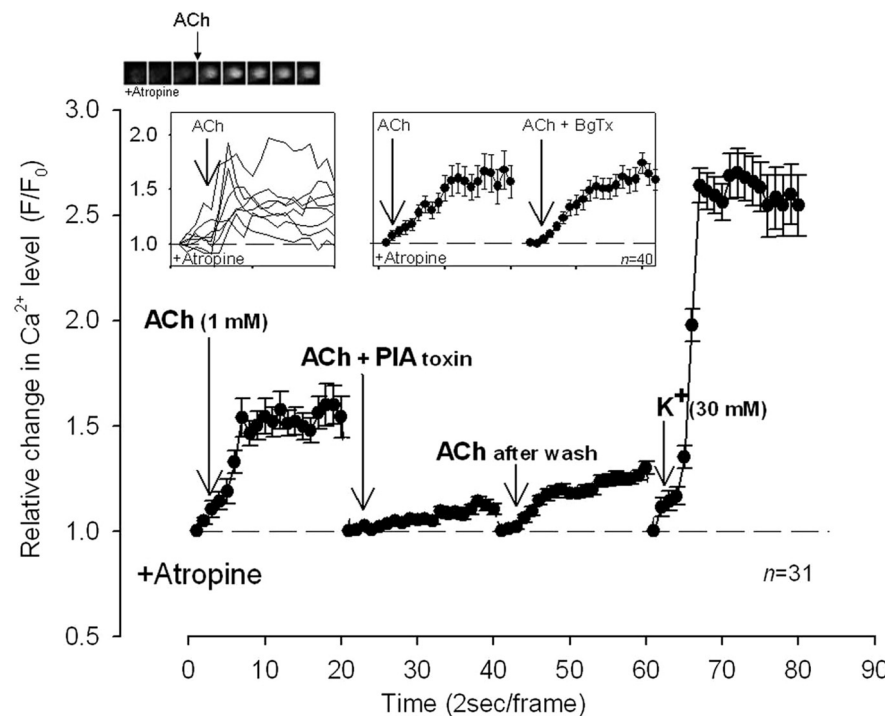 ACh
+Atropine
3.0
2.5
2.0
1.5
1.0
0.5
Relative change in Ca²⁺ level (F/F₀)
2.0
1.5
1.0
ACh
+Atropine
ACh
ACh + BgTx
+Atropine
n=40
ACh (1 mM)
ACh + PIA toxin
ACh after wash
K⁺ (30 mM)
+Atropine
n=31
0 10 20 30 40 50 60 70 80 90
Time (2sec/frame)